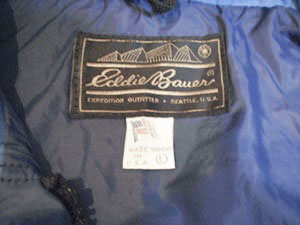 Eddie Bauer ®
EXPEDITION OUTFITTER • SEATTLE, U.S.A.
MADE
IN
U.S.A.
L